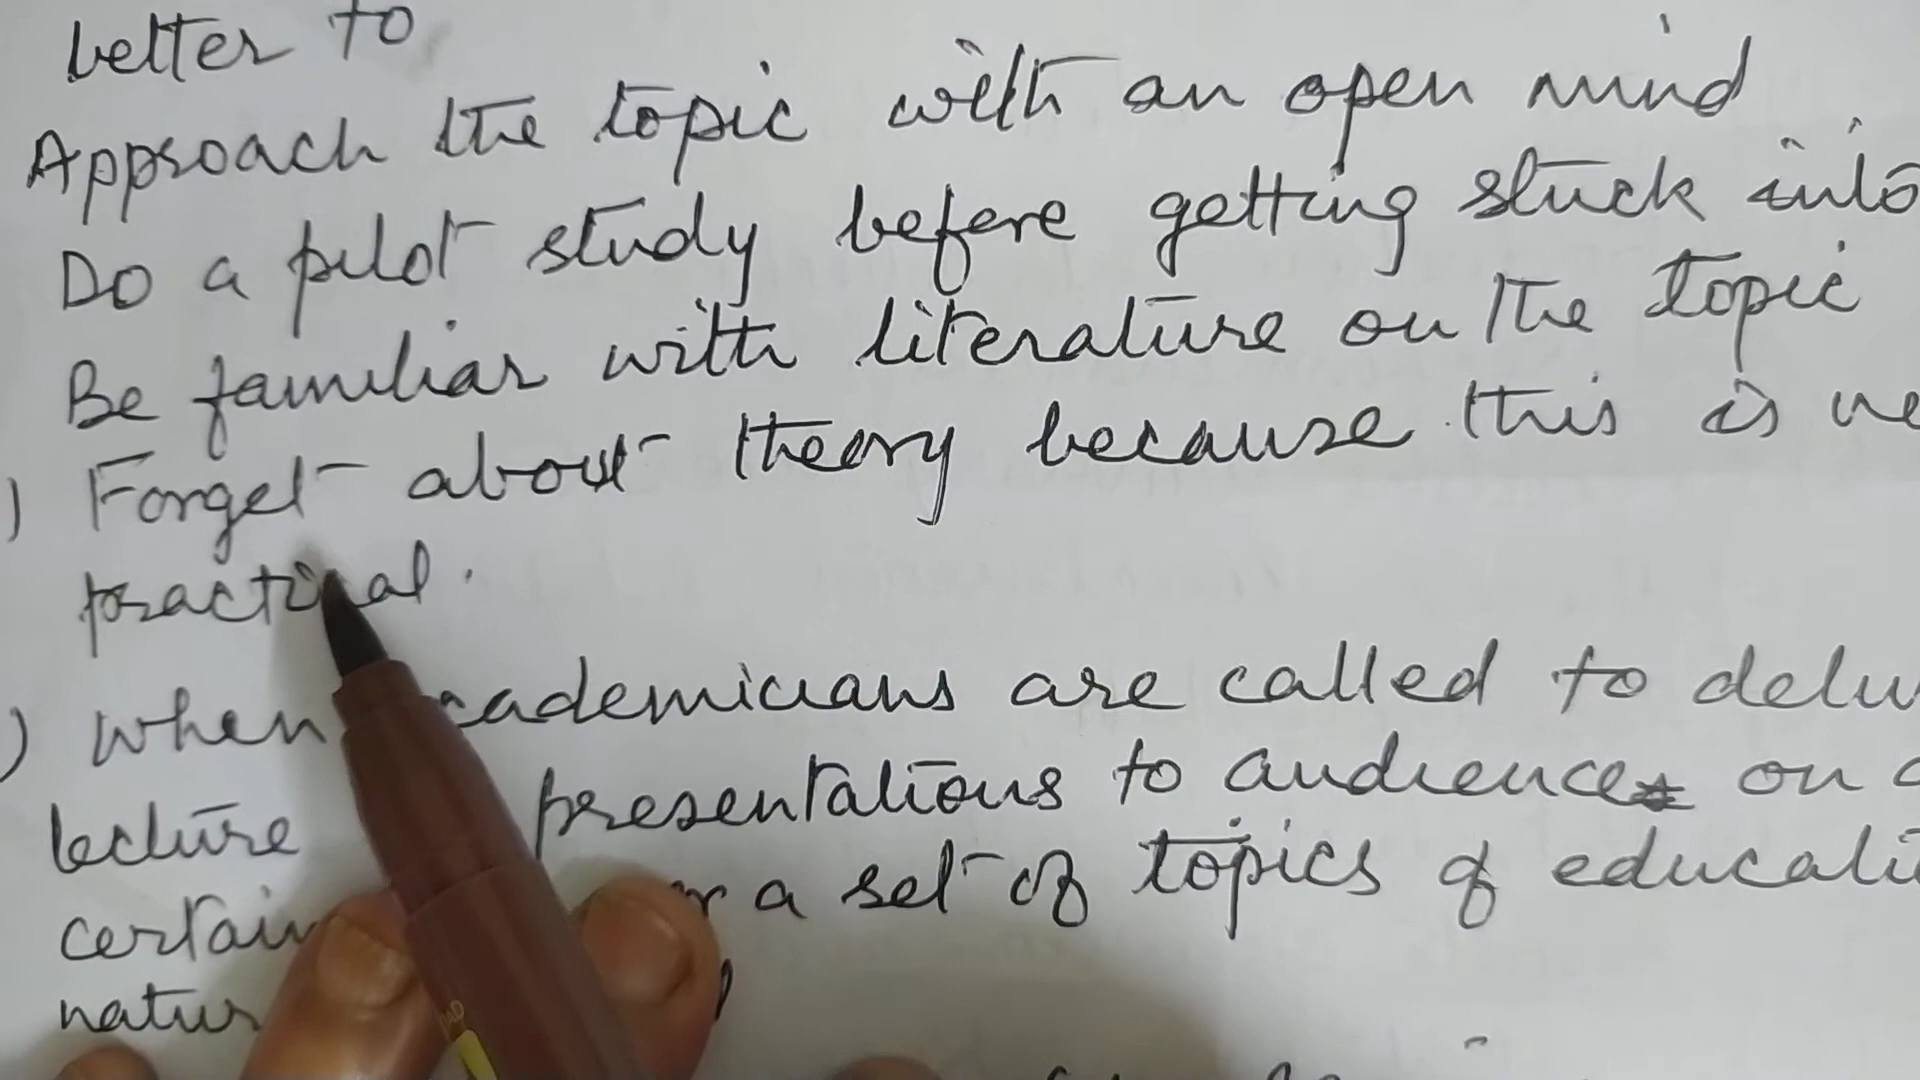 better to
Approach the topic with an open mind
Do a pilot study before getting stuck into
Be familiar with literature on the topic
) Forget about theory because this is ve
practical.
) When academicians are called to deliv
lecture presentations to audience on a
certain a set of topics of educati
natur